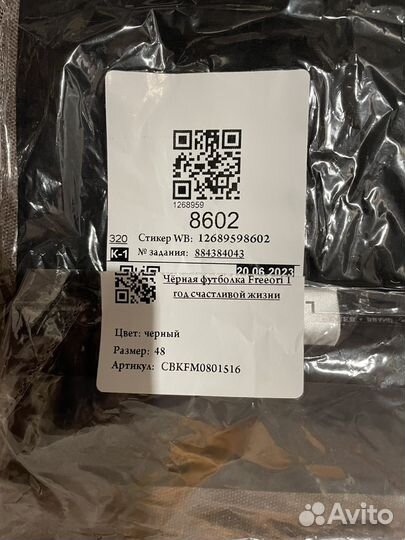 1268959
8602
320 Стикер WB: 12689598602
K-1 № задания: 884384043
20.06.2023
Чёрная футболка Freeori 1
год счастливой жизни
Цвет: черный
Размер: 48
Артикул: CBKFM0801516
Avito